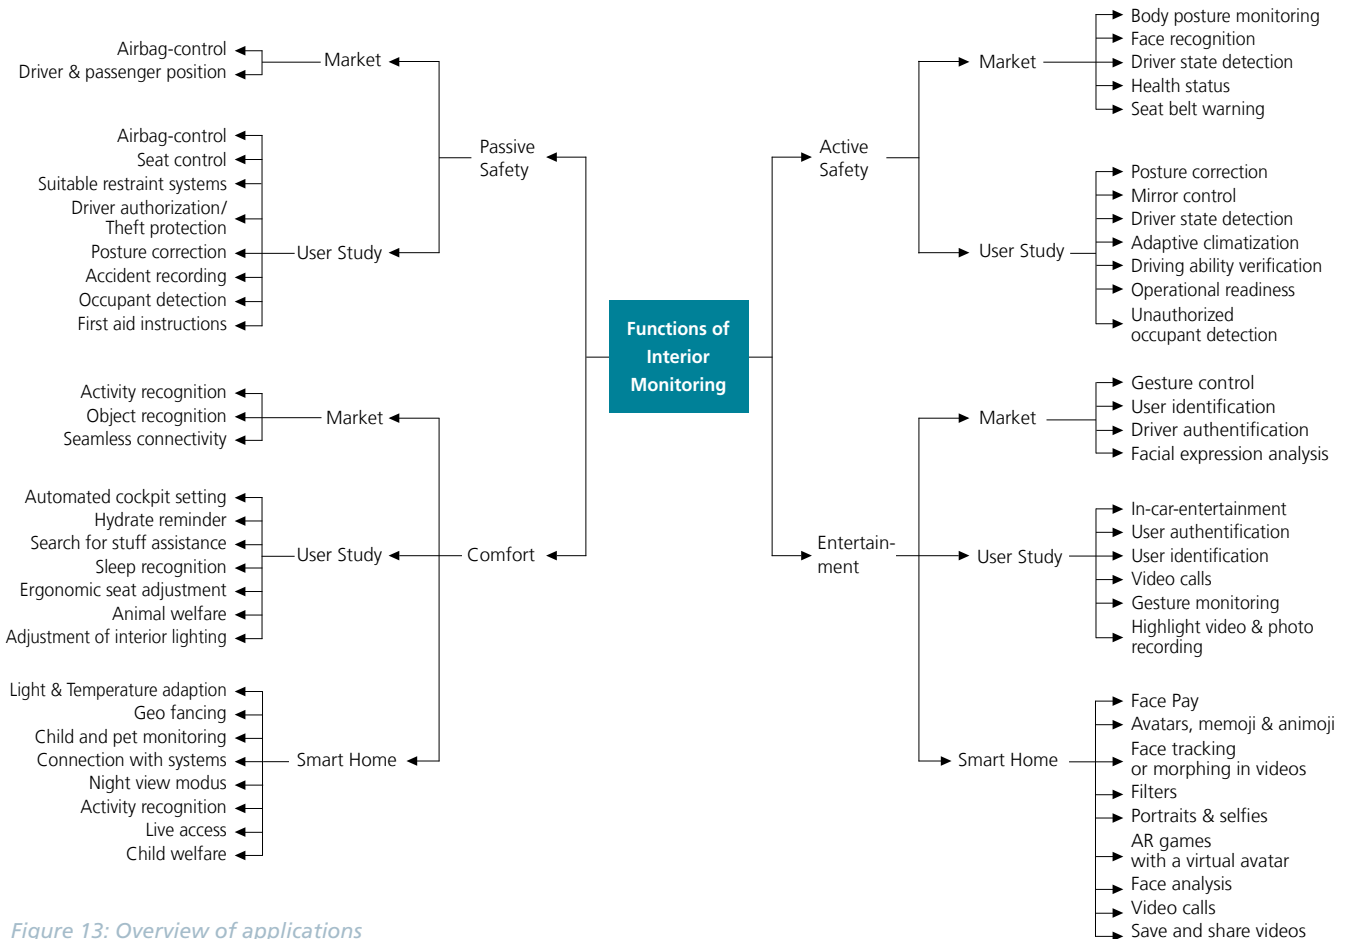 Functions of
Interior
Monitoring
Passive
Safety
Market
Airbag-control
Driver & passenger position
User Study
Airbag-control
Seat control
Suitable restraint systems
Driver authorization/
Theft protection
Posture correction
Accident recording
Occupant detection
First aid instructions
Comfort
Market
Activity recognition
Object recognition
Seamless connectivity
User Study
Automated cockpit setting
Hydrate reminder
Search for stuff assistance
Sleep recognition
Ergonomic seat adjustment
Animal welfare
Adjustment of interior lighting
Smart Home
Light & Temperature adaption
Geo fancing
Child and pet monitoring
Connection with systems
Night view modus
Activity recognition
Live access
Child welfare
Active
Safety
Market
Body posture monitoring
Face recognition
Driver state detection
Health status
Seat belt warning
User Study
Posture correction
Mirror control
Driver state detection
Adaptive climatization
Driving ability verification
Operational readiness
Unauthorized
occupant detection
Entertain-
ment
Market
Gesture control
User identification
Driver authentification
Facial expression analysis
User Study
In-car-entertainment
User authentification
User identification
Video calls
Gesture monitoring
Highlight video & photo
recording
Smart Home
Face Pay
Avatars, memoji & animoji
Face tracking
or morphing in videos
Filters
Portraits & selfies
AR games
with a virtual avatar
Face analysis
Video calls
Save and share videos
Figure 13: Overview of applications